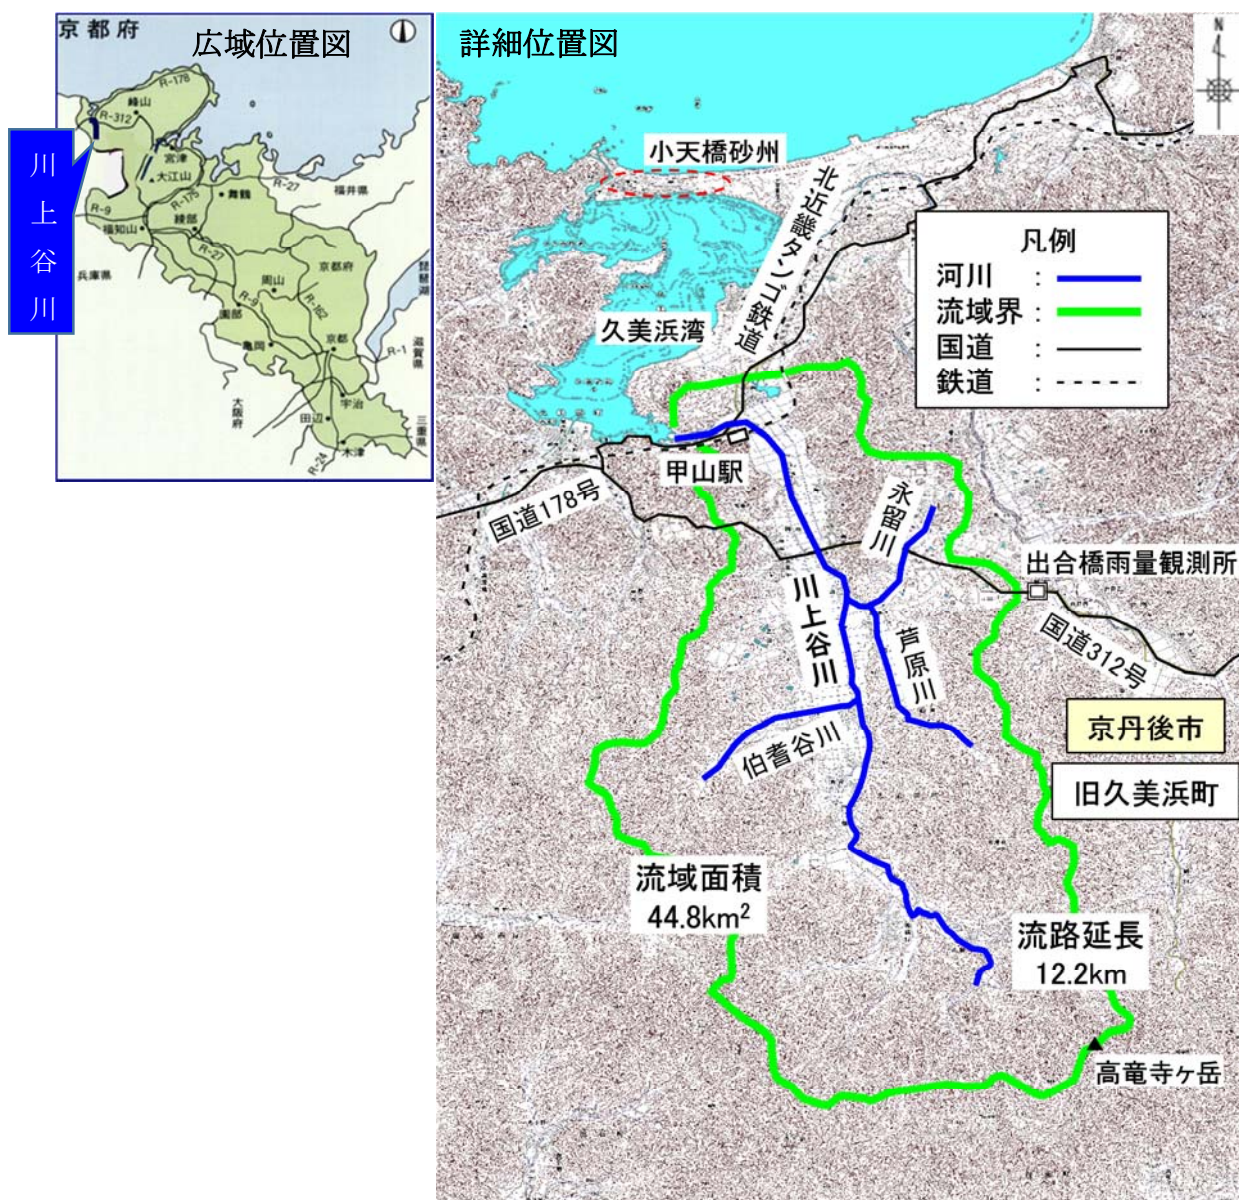 京都府
広域位置図
R-178
峰山
R-312
宮津
大江山
舞鶴
R-27
福井県
R-175
R-9
綾部
福知山
R-27
兵庫県
京都府
周山
琵琶湖
R-9
R-162
園部
亀岡
京都
R-1
滋賀県
大阪府
宇治
田辺
三重県
木津
R-24
川上谷川
詳細位置図
N
小天橋砂州
北近畿タンゴ鉄道
凡例
河川 :
流域界 :
国道 :
鉄道 :
久美浜湾
甲山駅
国道178号
永留川
出合橋雨量観測所
川上谷川
芦原川
国道312号
京丹後市
伯耆谷川
旧久美浜町
流域面積
44.8km²
流路延長
12.2km
高竜寺ヶ岳